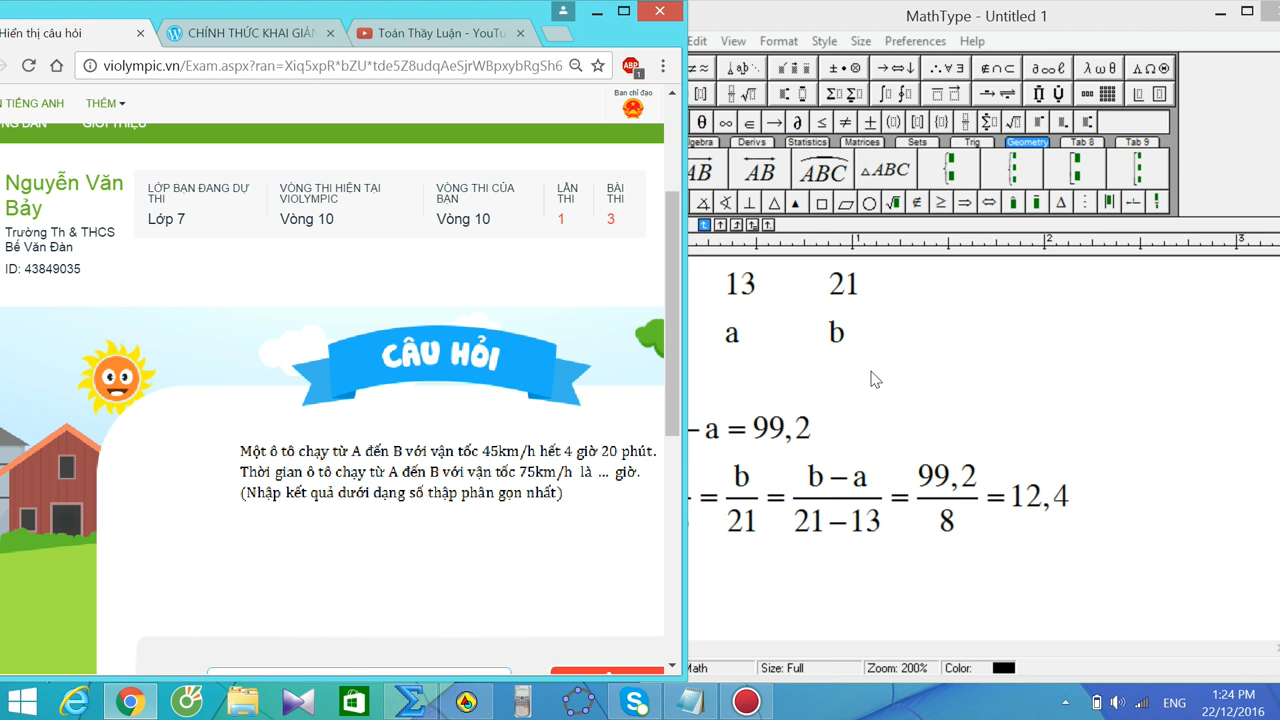 Hiển thị câu hỏi
CHÍNH THỨC KHAI GIẢN
Toán Thầy Luận - YouTu
violympic.vn/Exam.aspx?ran=Xiq5xpR*bZU*tde5Z8udqAeSjrWBpxybRgSh6
ABP
1
TIẾNG ANH
THÊM
Ban chỉ đạo
GIỚI THIỆU
Nguyễn Văn Bảy
Trường Th & THCS
Bế Văn Đàn
ID: 43849035
LỚP BẠN ĐANG DỰ THI
Lớp 7
VÒNG THI HIỆN TẠI VIOLYMPIC
Vòng 10
VÒNG THI CỦA BẠN
Vòng 10
LẦN THI
1
BÀI THI
3
CÂU HỎI
Một ô tô chạy từ A đến B với vận tốc 45km/h hết 4 giờ 20 phút.
Thời gian ô tô chạy từ A đến B với vận tốc 75km/h là ... giờ.
(Nhập kết quả dưới dạng số thập phân gọn nhất)
MathType - Untitled 1
Edit View Format Style Size Preferences Help
Algebra Derivs Statistics Matrices Sets Trig Geometry Tab 8 Tab 9
AB AB ABC △ABC
1 2 3
13 21
a b
– a = 99,2
= b/21 = (b – a)/(21 – 13) = 99,2/8 = 12,4
Math Size: Full Zoom: 200% Color:
ENG
1:24 PM
22/12/2016